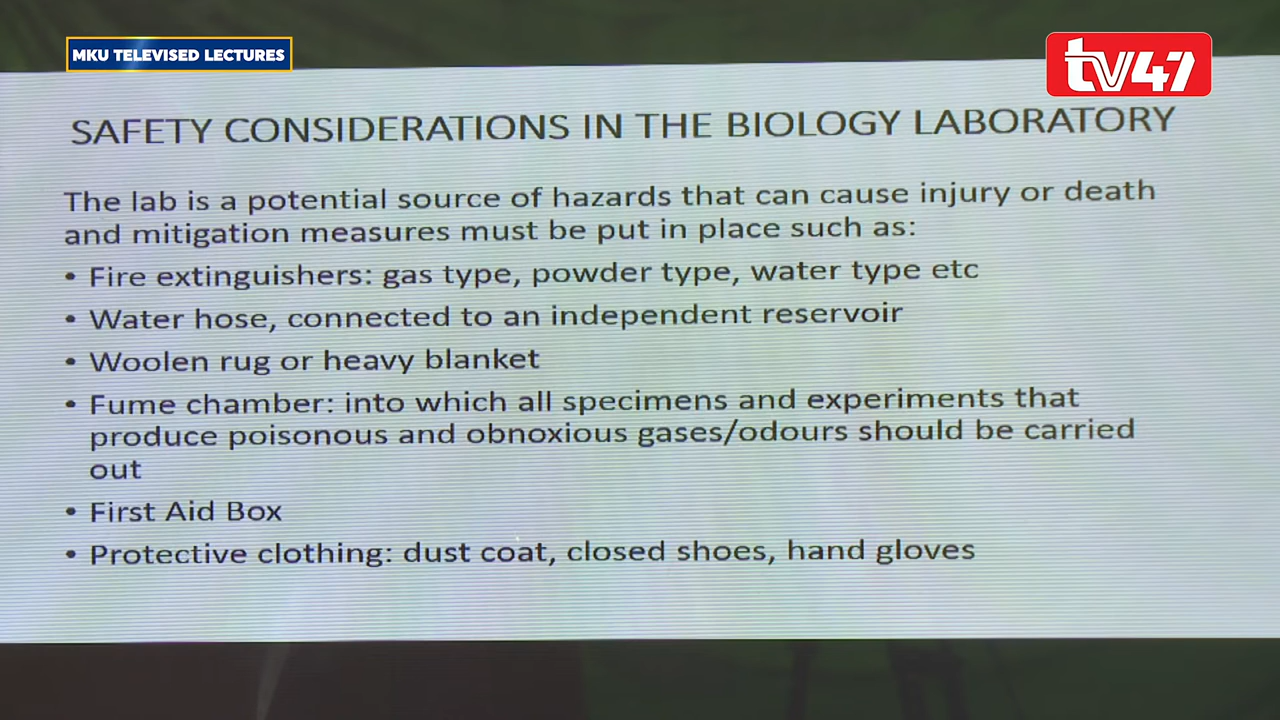 MKU TELEVISED LECTURES
tv47
SAFETY CONSIDERATIONS IN THE BIOLOGY LABORATORY
The lab is a potential source of hazards that can cause injury or death
and mitigation measures must be put in place such as:
• Fire extinguishers: gas type, powder type, water type etc
• Water hose, connected to an independent reservoir
• Woolen rug or heavy blanket
• Fume chamber: into which all specimens and experiments that
produce poisonous and obnoxious gases/odours should be carried
out
• First Aid Box
• Protective clothing: dust coat, closed shoes, hand gloves